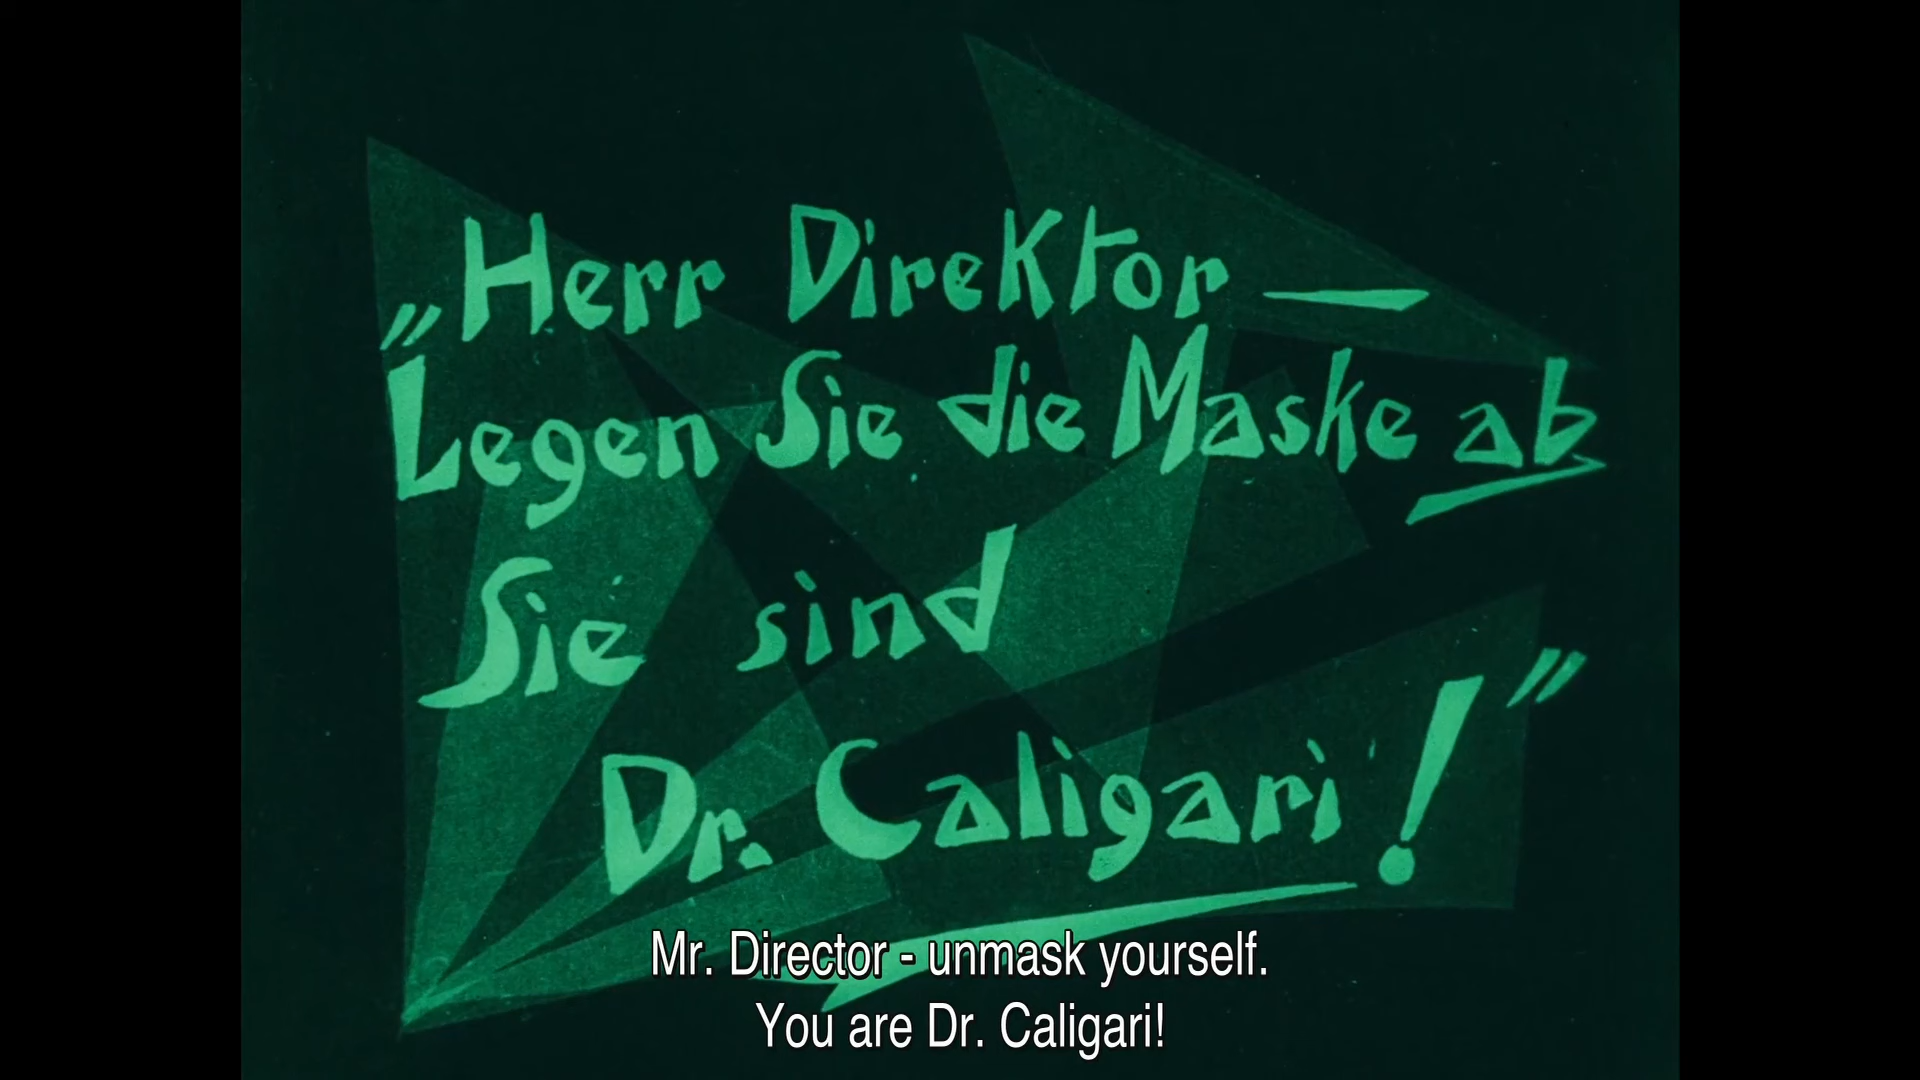 „Herr Direktor —
Legen Sie die Maske ab
Sie sind
Dr. Caligari!”
Mr. Director - unmask yourself.
You are Dr. Caligari!